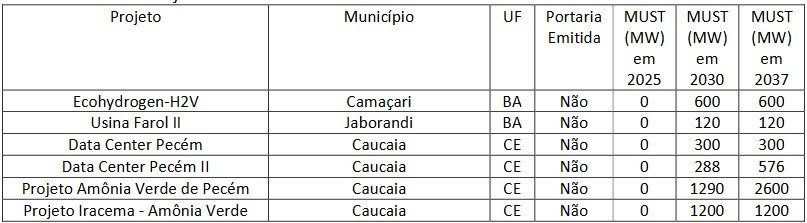 Projeto Município UF Portaria Emitida MUST (MW) em 2025 MUST (MW) em 2030 MUST (MW) em 2037
Ecohydrogen-H2V Camaçari BA Não 0 600 600
Usina Farol II Jaborandi BA Não 0 120 120
Data Center Pecém Caucaia CE Não 0 300 300
Data Center Pecém II Caucaia CE Não 0 288 576
Projeto Amônia Verde de Pecém Caucaia CE Não 0 1290 2600
Projeto Iracema - Amônia Verde Caucaia CE Não 0 1200 1200